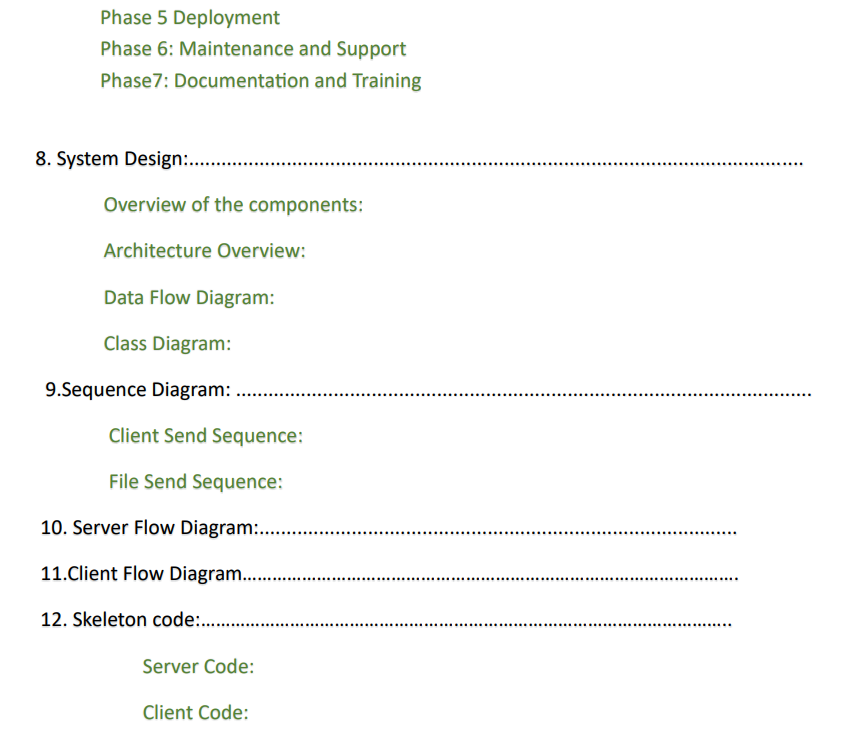 Phase 5 Deployment
Phase 6: Maintenance and Support
Phase7: Documentation and Training
8. System Design:.....................................................................................................................
Overview of the components:
Architecture Overview:
Data Flow Diagram:
Class Diagram:
9.Sequence Diagram: .............................................................................................................
Client Send Sequence:
File Send Sequence:
10. Server Flow Diagram:...........................................................................................
11.Client Flow Diagram……………………………………………………………………………………….
12. Skeleton code:……………………………………………………………………………………………..
Server Code:
Client Code: